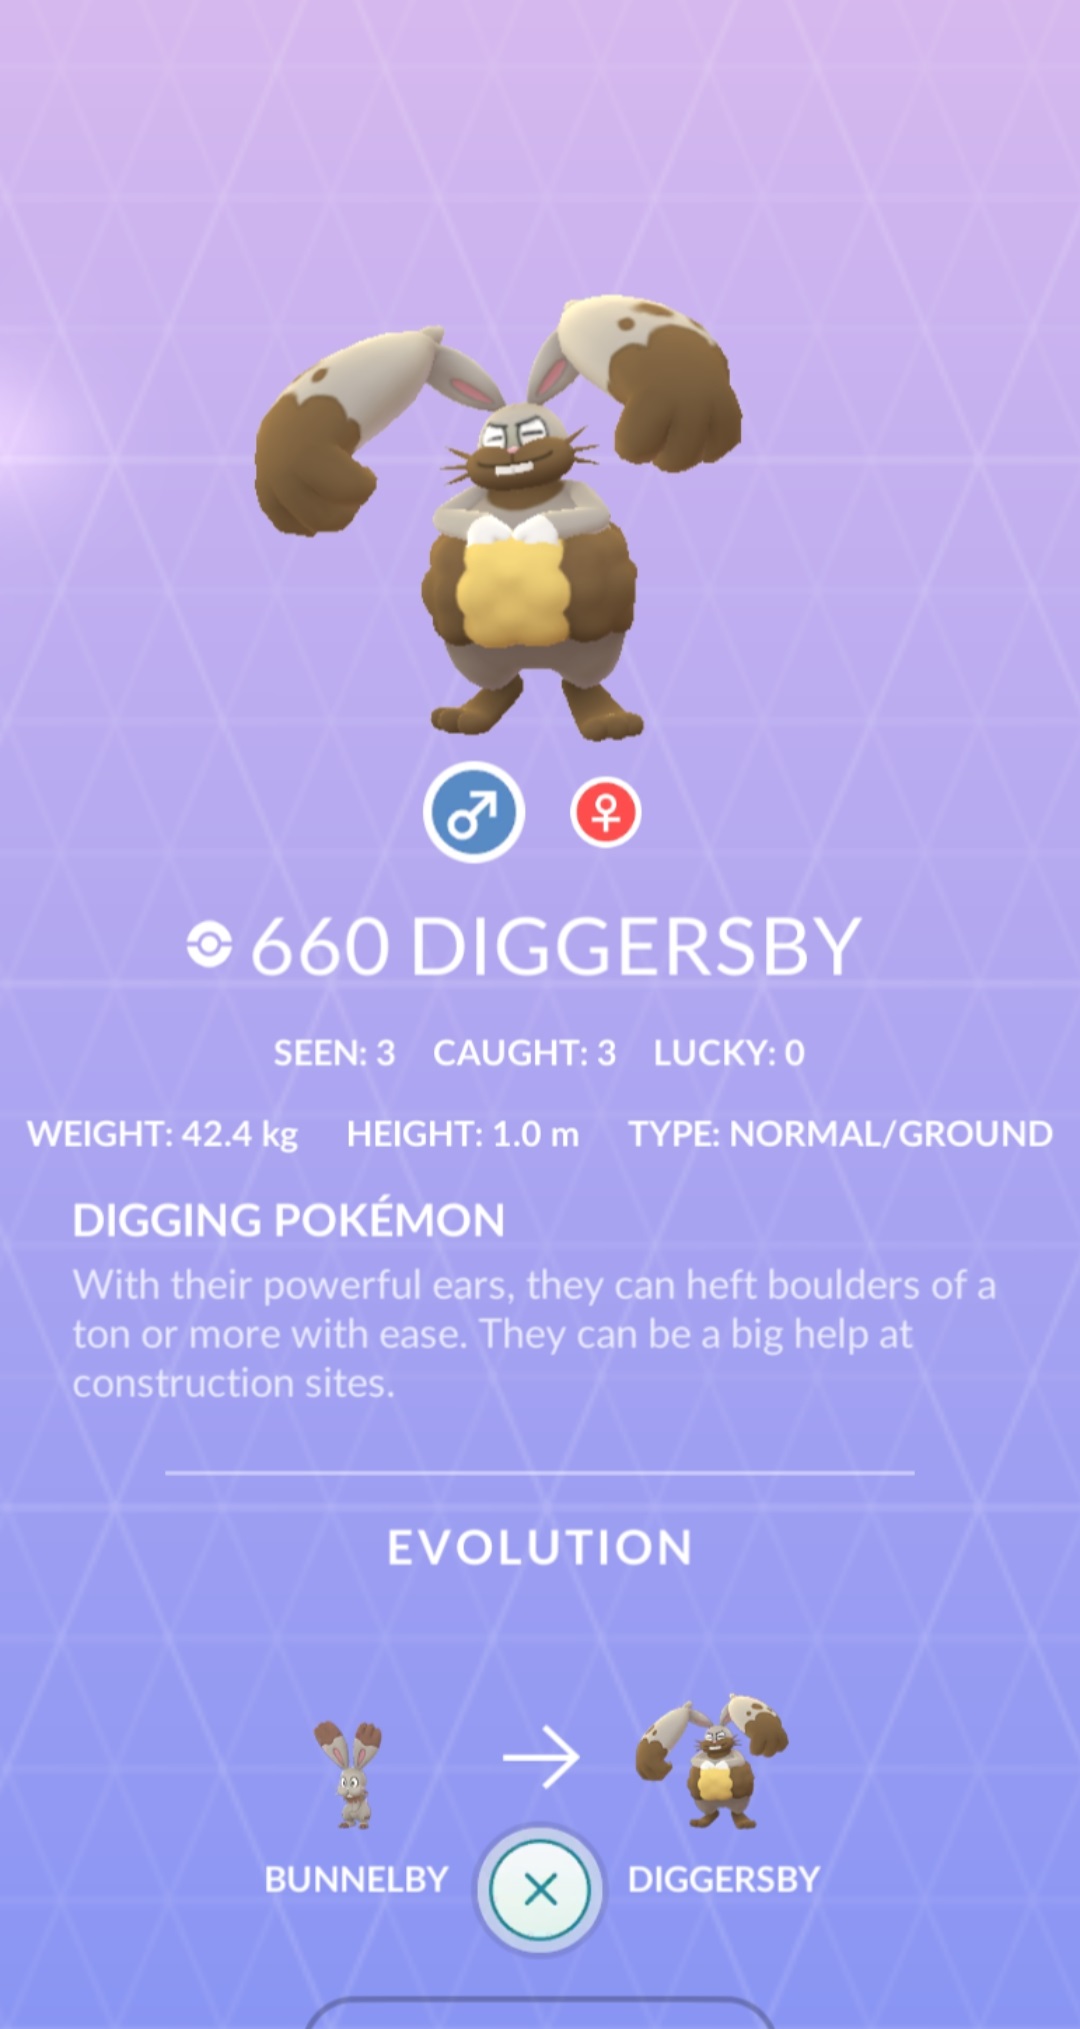 660 DIGGERSBY
SEEN: 3 CAUGHT: 3 LUCKY: 0
WEIGHT: 42.4 kg HEIGHT: 1.0 m TYPE: NORMAL/GROUND
DIGGING POKÉMON
With their powerful ears, they can heft boulders of a
ton or more with ease. They can be a big help at
construction sites.
EVOLUTION
BUNNELBY DIGGERSBY